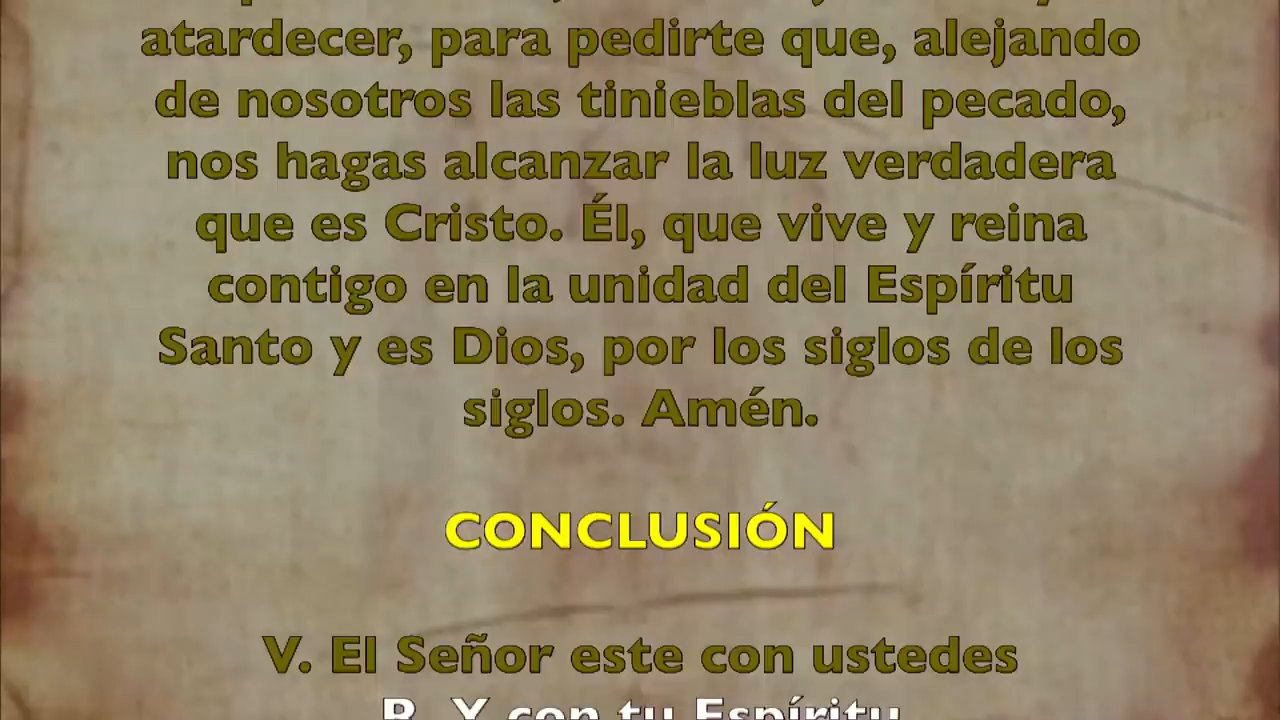 atardecer, para pedirte que, alejando
de nosotros las tinieblas del pecado,
nos hagas alcanzar la luz verdadera
que es Cristo. Él, que vive y reina
contigo en la unidad del Espíritu
Santo y es Dios, por los siglos de los
siglos. Amén.
CONCLUSIÓN
V. El Señor este con ustedes
R. Y con tu Espíritu